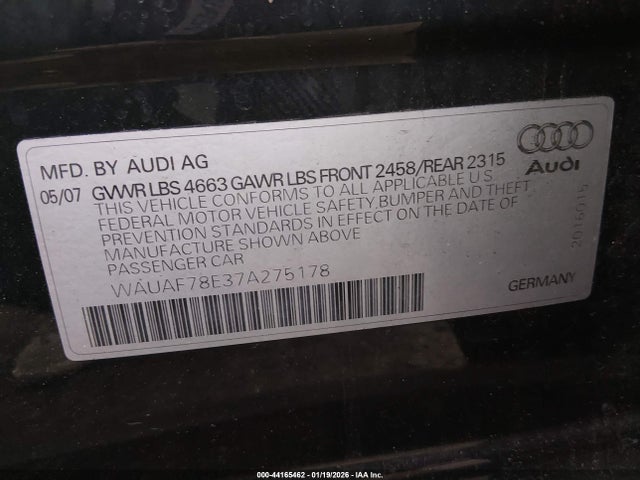 MFD. BY AUDI AG
05/07 GVWR LBS 4663 GAWR LBS FRONT 2458/REAR 2315
THIS VEHICLE CONFORMS TO ALL APPLICABLE U.S.
FEDERAL MOTOR VEHICLE SAFETY,BUMPER AND THEFT
PREVENTION STANDARDS IN EFFECT ON THE DATE OF
MANUFACTURE SHOWN ABOVE
PASSENGER CAR
WAUAF78E37A275178
Audi
2016015
GERMANY
000-44165462 - 01/19/2026 - IAA Inc.